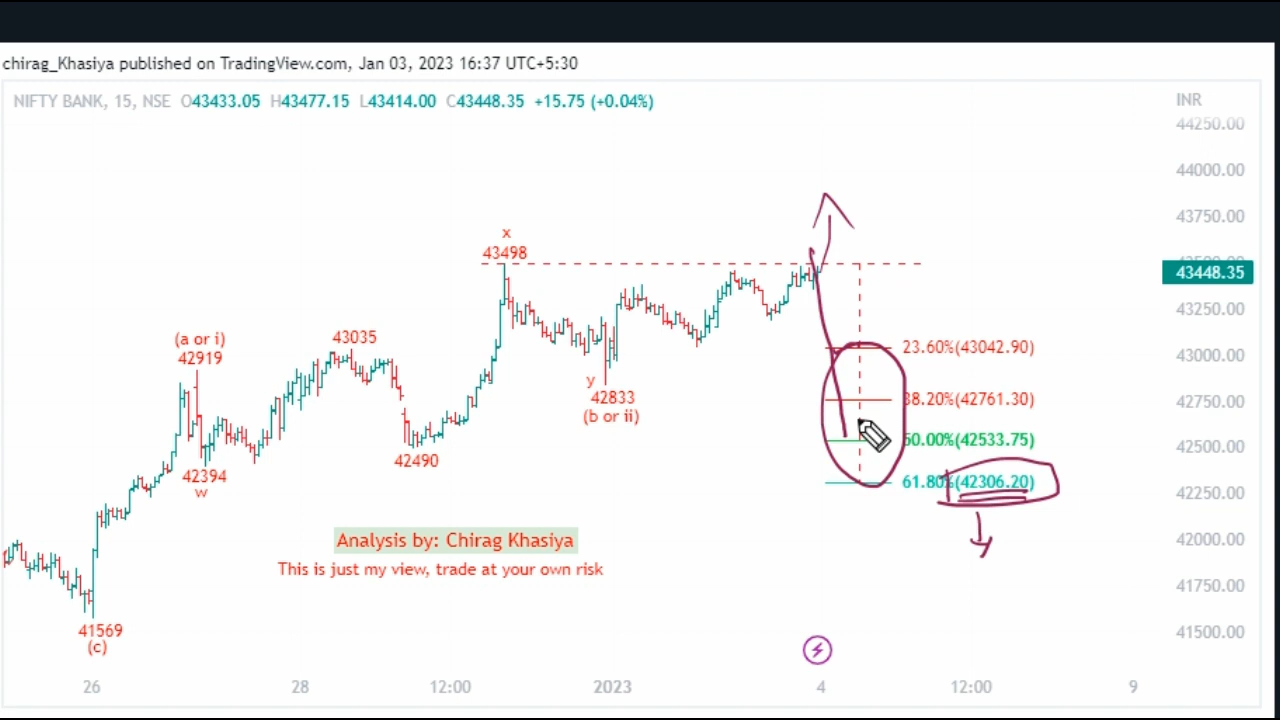 chirag_Khasiya published on TradingView.com, Jan 03, 2023 16:37 UTC+5:30
NIFTY BANK, 15, NSE O43433.05 H43477.15 L43414.00 C43448.35 +15.75 (+0.04%)
INR
44250.00
44000.00
43750.00
x
43498
43500.00
43448.35
43250.00
(a or i)
42919
43035
23.60%(43042.90)
43000.00
y
42833
(b or ii)
38.20%(42761.30)
42750.00
42394
w
42490
50.00%(42533.75)
42500.00
61.80%(42306.20)
42250.00
Analysis by: Chirag Khasiya
This is just my view, trade at your own risk
42000.00
41750.00
41569
(c)
41500.00
26 28 12:00 2023 4 12:00 9